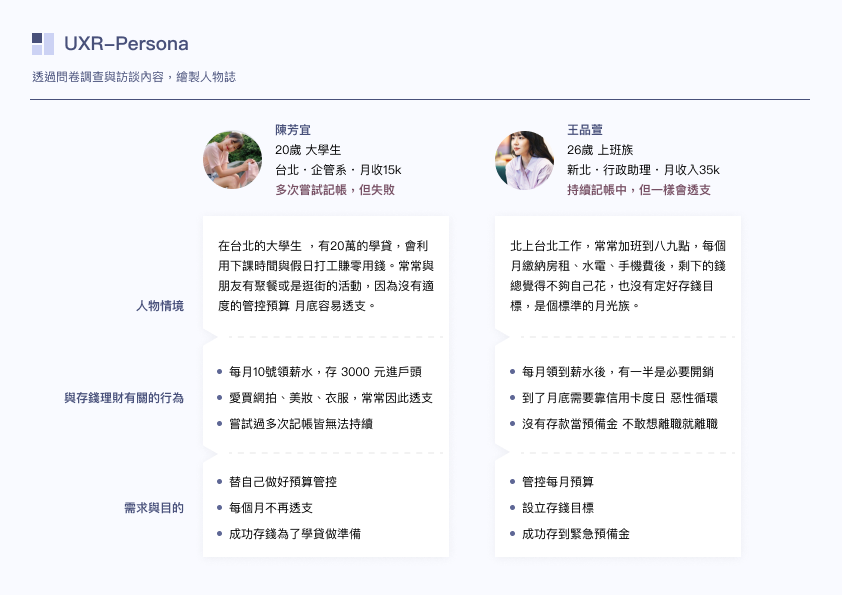 UXR–Persona
透過問卷調查與訪談內容，繪製人物誌
陳芳宜
20歲 大學生
台北・企管系・月收15k
多次嘗試記帳，但失敗
王品萱
26歲 上班族
新北・行政助理・月收入35k
持續記帳中，但一樣會透支
人物情境
在台北的大學生 ，有20萬的學貸，會利
用下課時間與假日打工賺零用錢。常常與
朋友有聚餐或是逛街的活動，因為沒有適
度的管控預算 月底容易透支。
北上台北工作，常常加班到八九點，每個
月繳納房租、水電、手機費後，剩下的錢
總覺得不夠自己花，也沒有定好存錢目
標，是個標準的月光族。
與存錢理財有關的行為
• 每月10號領薪水，存 3000 元進戶頭
• 愛買網拍、美妝、衣服，常常因此透支
• 嘗試過多次記帳皆無法持續
• 每月領到薪水後，有一半是必要開銷
• 到了月底需要靠信用卡度日 惡性循環
• 沒有存款當預備金 不敢想離職就離職
需求與目的
• 替自己做好預算管控
• 每個月不再透支
• 成功存錢為了學貸做準備
• 管控每月預算
• 設立存錢目標
• 成功存到緊急預備金